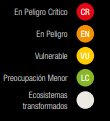 En Peligro Crítico CR
En Peligro EN
Vulnerable VU
Preocupación Menor LC
Ecosistemas
transformados